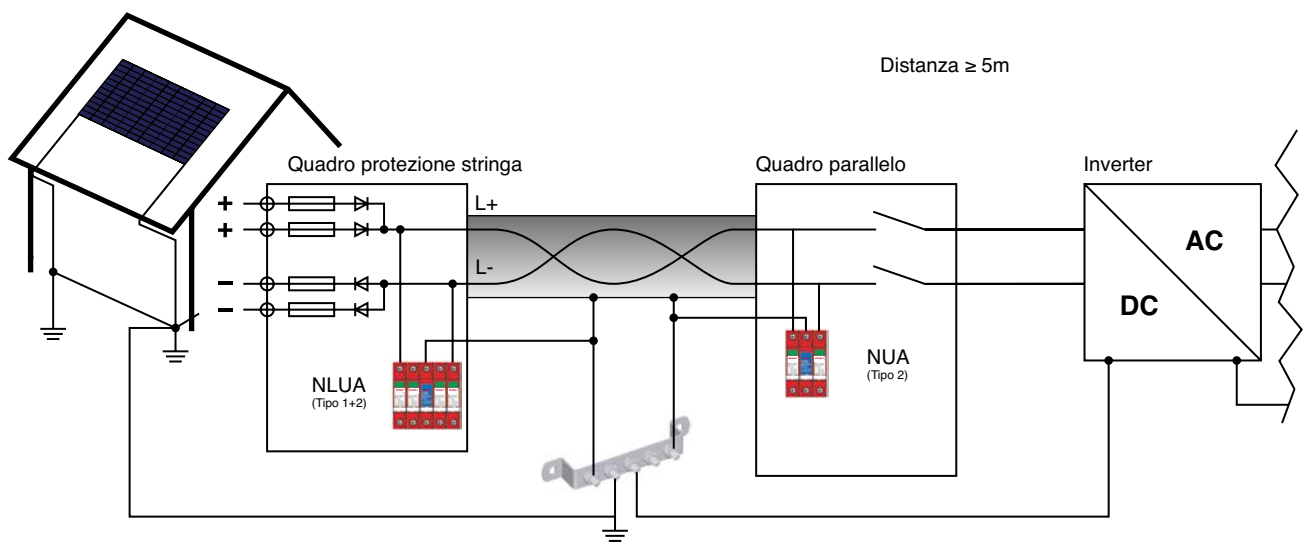 Distanza ≥ 5m
Quadro protezione stringa
Quadro parallelo
Inverter
+
+
-
-
L+
L-
NLUA
(Tipo 1+2)
NUA
(Tipo 2)
AC
DC